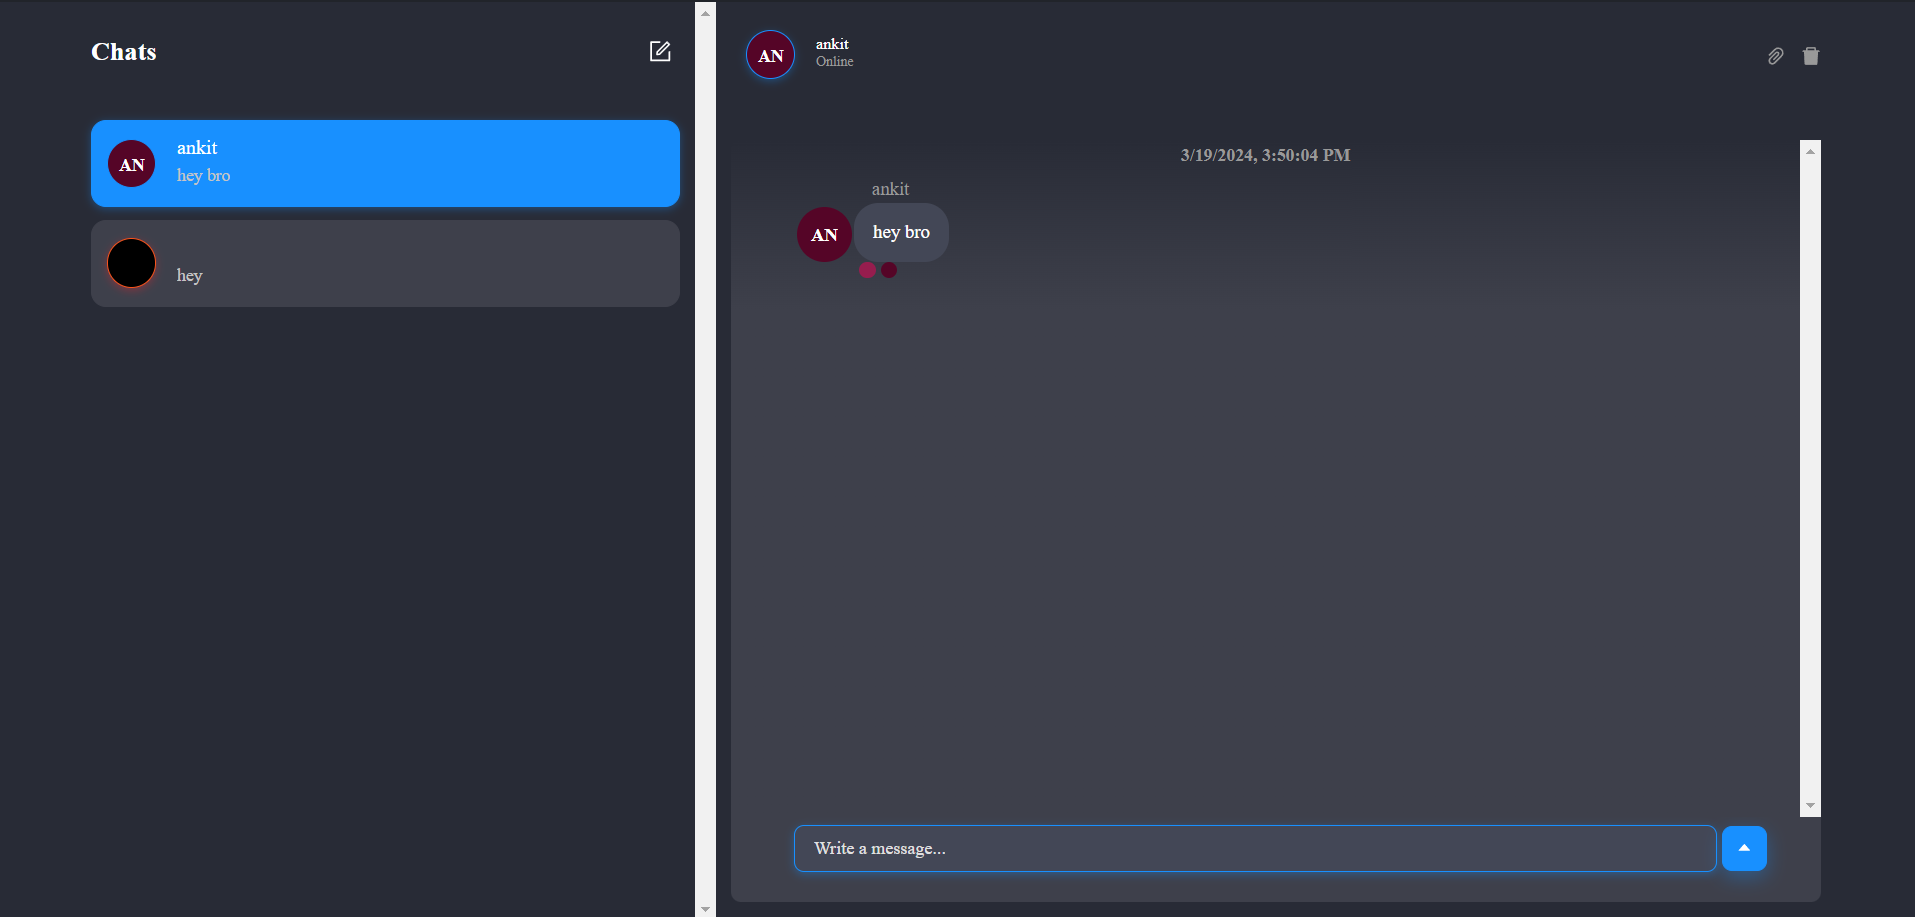 Chats
AN
ankit
hey bro
hey
AN
ankit
Online
3/19/2024, 3:50:04 PM
ankit
AN
hey bro
Write a message...